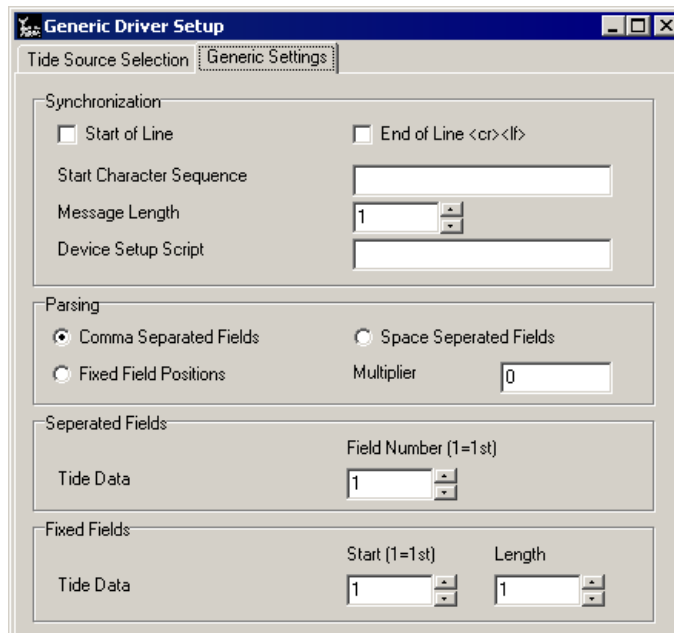 Generic Driver Setup
Tide Source Selection Generic Settings
Synchronization
Start of Line End of Line <cr><lf>
Start Character Sequence
Message Length 1
Device Setup Script
Parsing
Comma Separated Fields Space Seperated Fields
Fixed Field Positions Multiplier 0
Seperated Fields
Field Number (1=1st)
Tide Data 1
Fixed Fields
Start (1=1st) Length
Tide Data 1 1